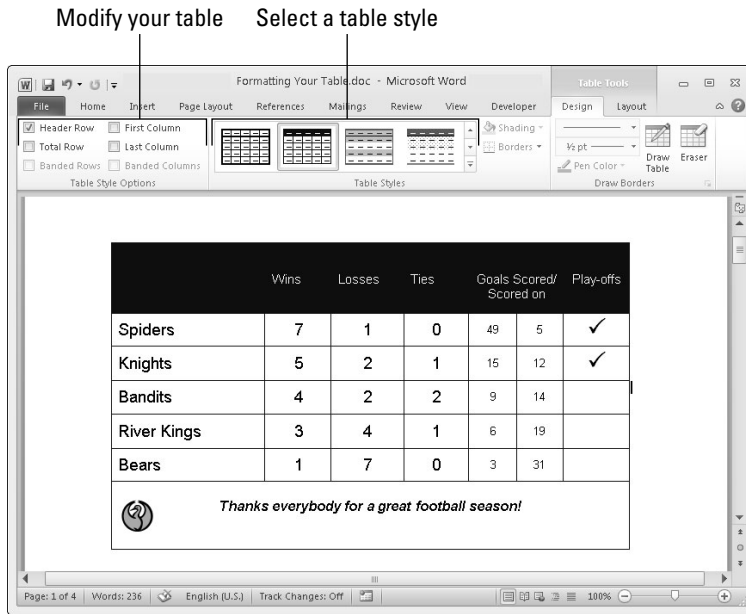 Modify your table Select a table style
Formatting Your Table.doc - Microsoft Word Table Tools
File Home Insert Page Layout References Mailings Review View Developer Design Layout
Header Row First Column Shading
Total Row Last Column Borders ½ pt
Banded Rows Banded Columns Pen Color Draw Table Eraser
Table Style Options Table Styles Draw Borders
Wins Losses Ties Goals Scored/ Play-offs
Scored on
Spiders 7 1 0 49 5 ✓
Knights 5 2 1 15 12 ✓
Bandits 4 2 2 9 14
River Kings 3 4 1 6 19
Bears 1 7 0 3 31
Thanks everybody for a great football season!
Page: 1 of 4 Words: 236 English (U.S.) Track Changes: Off 100%